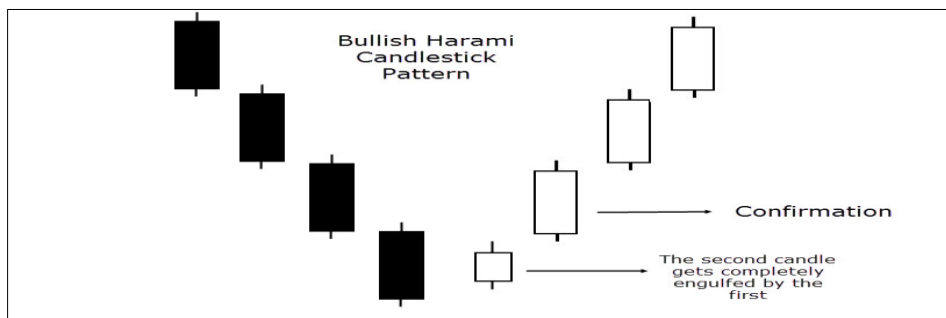 Bullish Harami
Candlestick
Pattern
Confirmation
The second candle
gets completely
engulfed by the
first